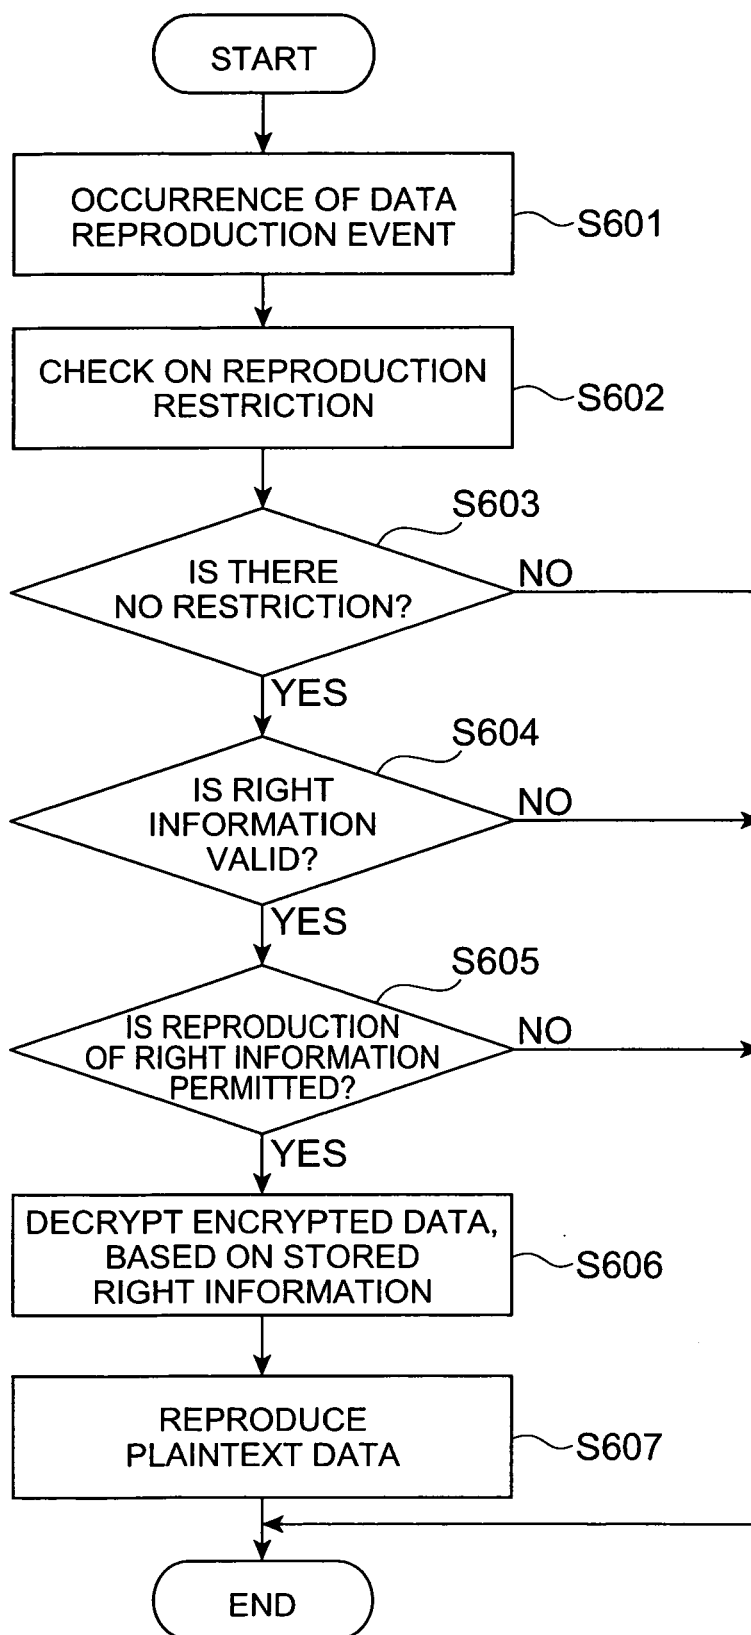 START
OCCURRENCE OF DATA
REPRODUCTION EVENT
S601
CHECK ON REPRODUCTION
RESTRICTION
S602
S603
IS THERE
NO RESTRICTION?
NO
YES
S604
IS RIGHT
INFORMATION
VALID?
NO
YES
S605
IS REPRODUCTION
OF RIGHT INFORMATION
PERMITTED?
NO
YES
DECRYPT ENCRYPTED DATA,
BASED ON STORED
RIGHT INFORMATION
S606
REPRODUCE
PLAINTEXT DATA
S607
END